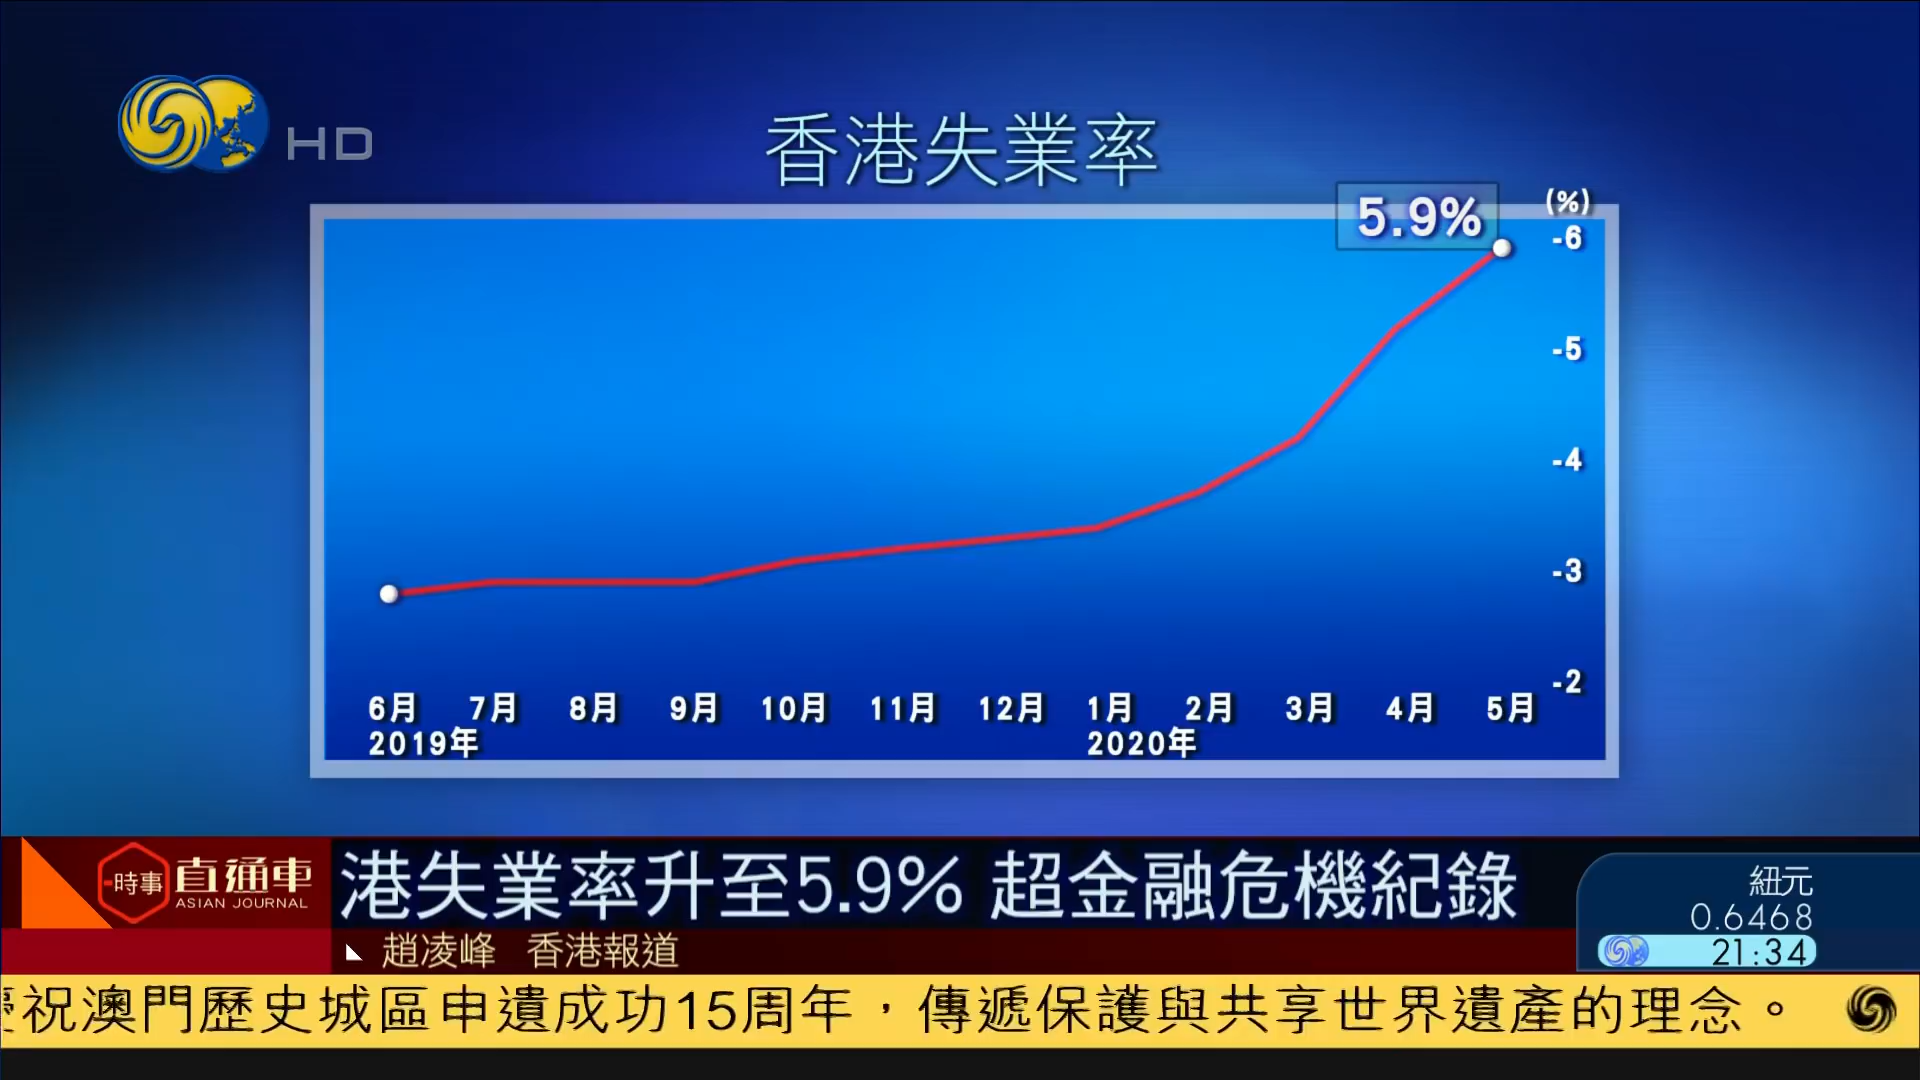 HD
香港失業率
5.9%
(%)
-6
-5
-4
-3
-2
6月 7月 8月 9月 10月 11月 12月 1月 2月 3月 4月 5月
2019年 2020年
時事 直通車
ASIAN JOURNAL
港失業率升至5.9% 超金融危機紀錄
趙凌峰 香港報道
紐元
0.6468
21:34
祝澳門歷史城區申遺成功15周年，傳遞保護與共享世界遺產的理念。